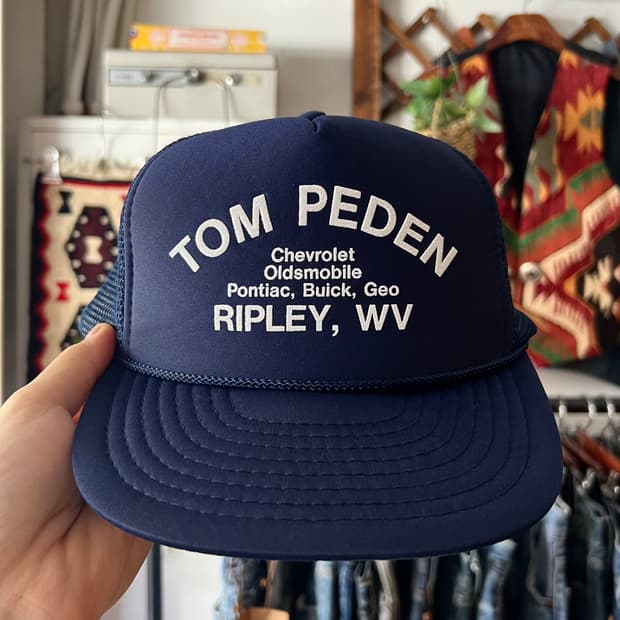 TOM PEDEN
Chevrolet
Oldsmobile
Pontiac, Buick, Geo
RIPLEY, WV